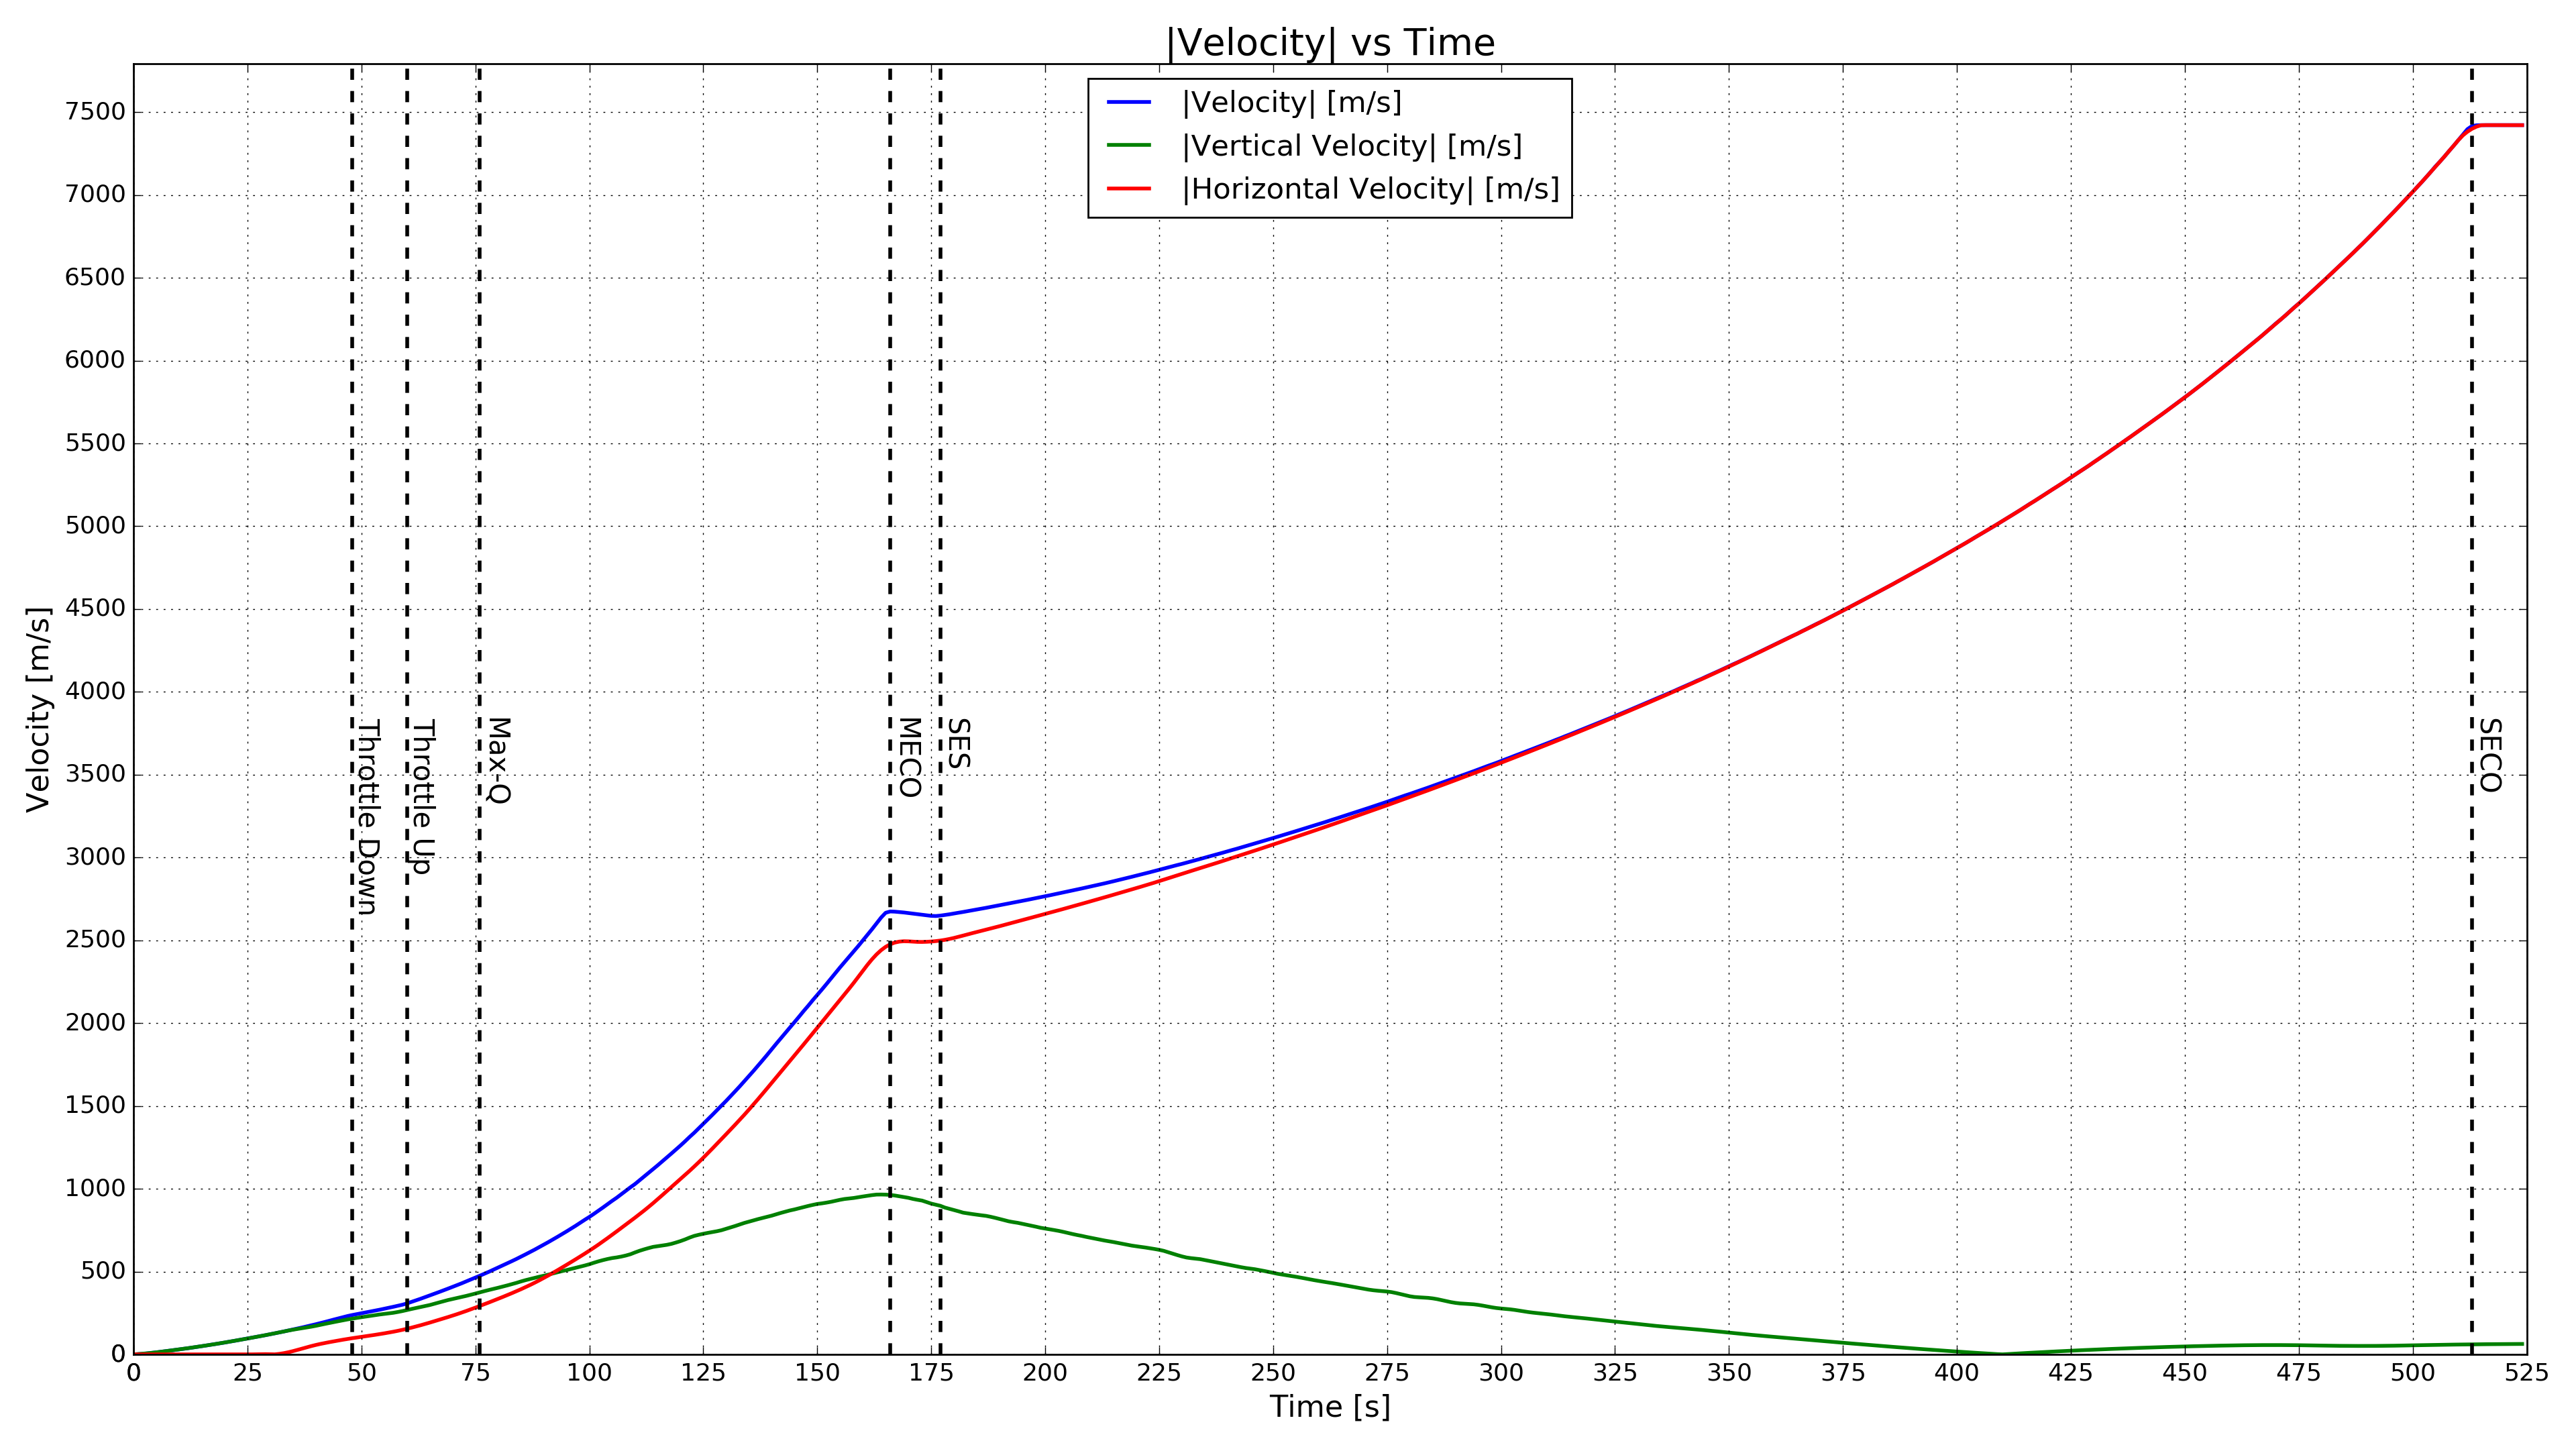 |Velocity| vs Time
|Velocity| [m/s]
|Vertical Velocity| [m/s]
|Horizontal Velocity| [m/s]
Velocity [m/s]
7500
7000
6500
6000
5500
5000
4500
4000
3500
3000
2500
2000
1500
1000
500
0
Throttle Down
Throttle Up
Max-Q
MECO
SES
SECO
0 25 50 75 100 125 150 175 200 225 250 275 300 325 350 375 400 425 450 475 500 525
Time [s]